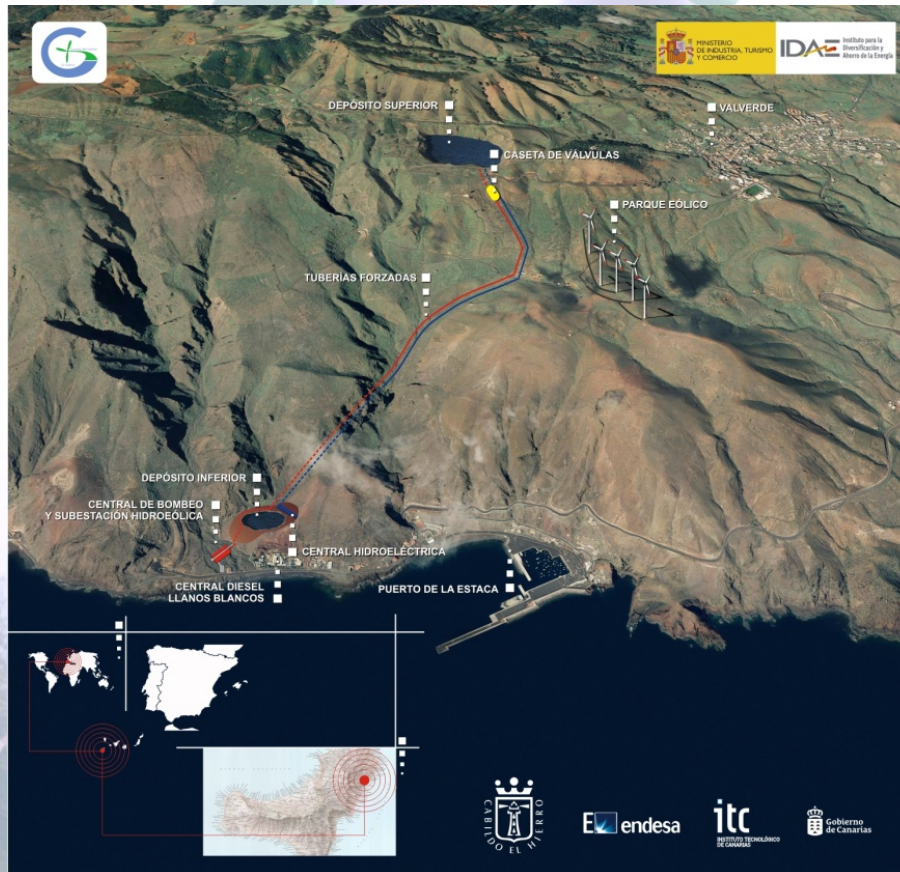 MINISTERIO
DE INDUSTRIA, TURISMO
Y COMERCIO
IDAE
Instituto para la
Diversificación y
Ahorro de la Energía
DEPÓSITO SUPERIOR
VALVERDE
CASETA DE VÁLVULAS
PARQUE EÓLICO
TUBERÍAS FORZADAS
DEPÓSITO INFERIOR
CENTRAL DE BOMBEO
Y SUBESTACIÓN HIDROEÓLICA
CENTRAL HIDROELÉCTRICA
CENTRAL DIESEL
LLANOS BLANCOS
PUERTO DE LA ESTACA
CABILDO EL HIERRO
endesa
itc
INSTITUTO TECNOLÓGICO
DE CANARIAS
Gobierno
de Canarias